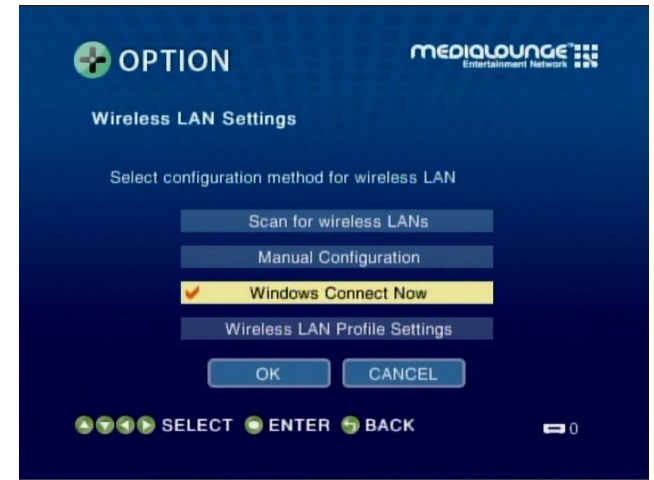 OPTION
MEDIALOUNGE™
Entertainment Network
Wireless LAN Settings
Select configuration method for wireless LAN
Scan for wireless LANs
Manual Configuration
Windows Connect Now
Wireless LAN Profile Settings
OK CANCEL
SELECT ENTER BACK 0